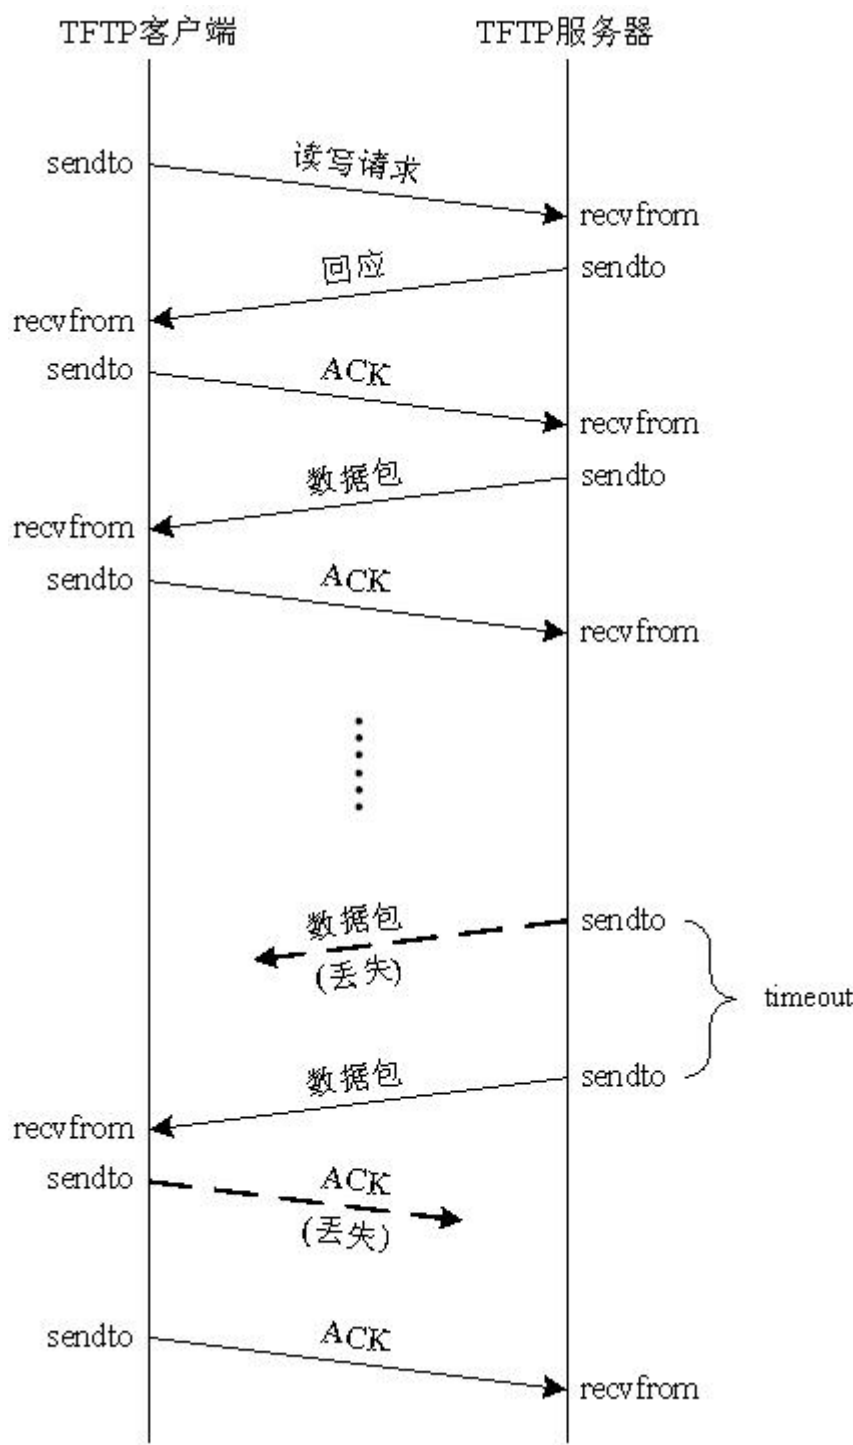 TFTP客户端
TFTP服务器
sendto
读写请求
recvfrom
回应
sendto
recvfrom
sendto
ACK
recvfrom
数据包
sendto
recvfrom
sendto
ACK
recvfrom
数据包
sendto
(丢失)
timeout
数据包
sendto
recvfrom
sendto
ACK
(丢失)
sendto
ACK
recvfrom